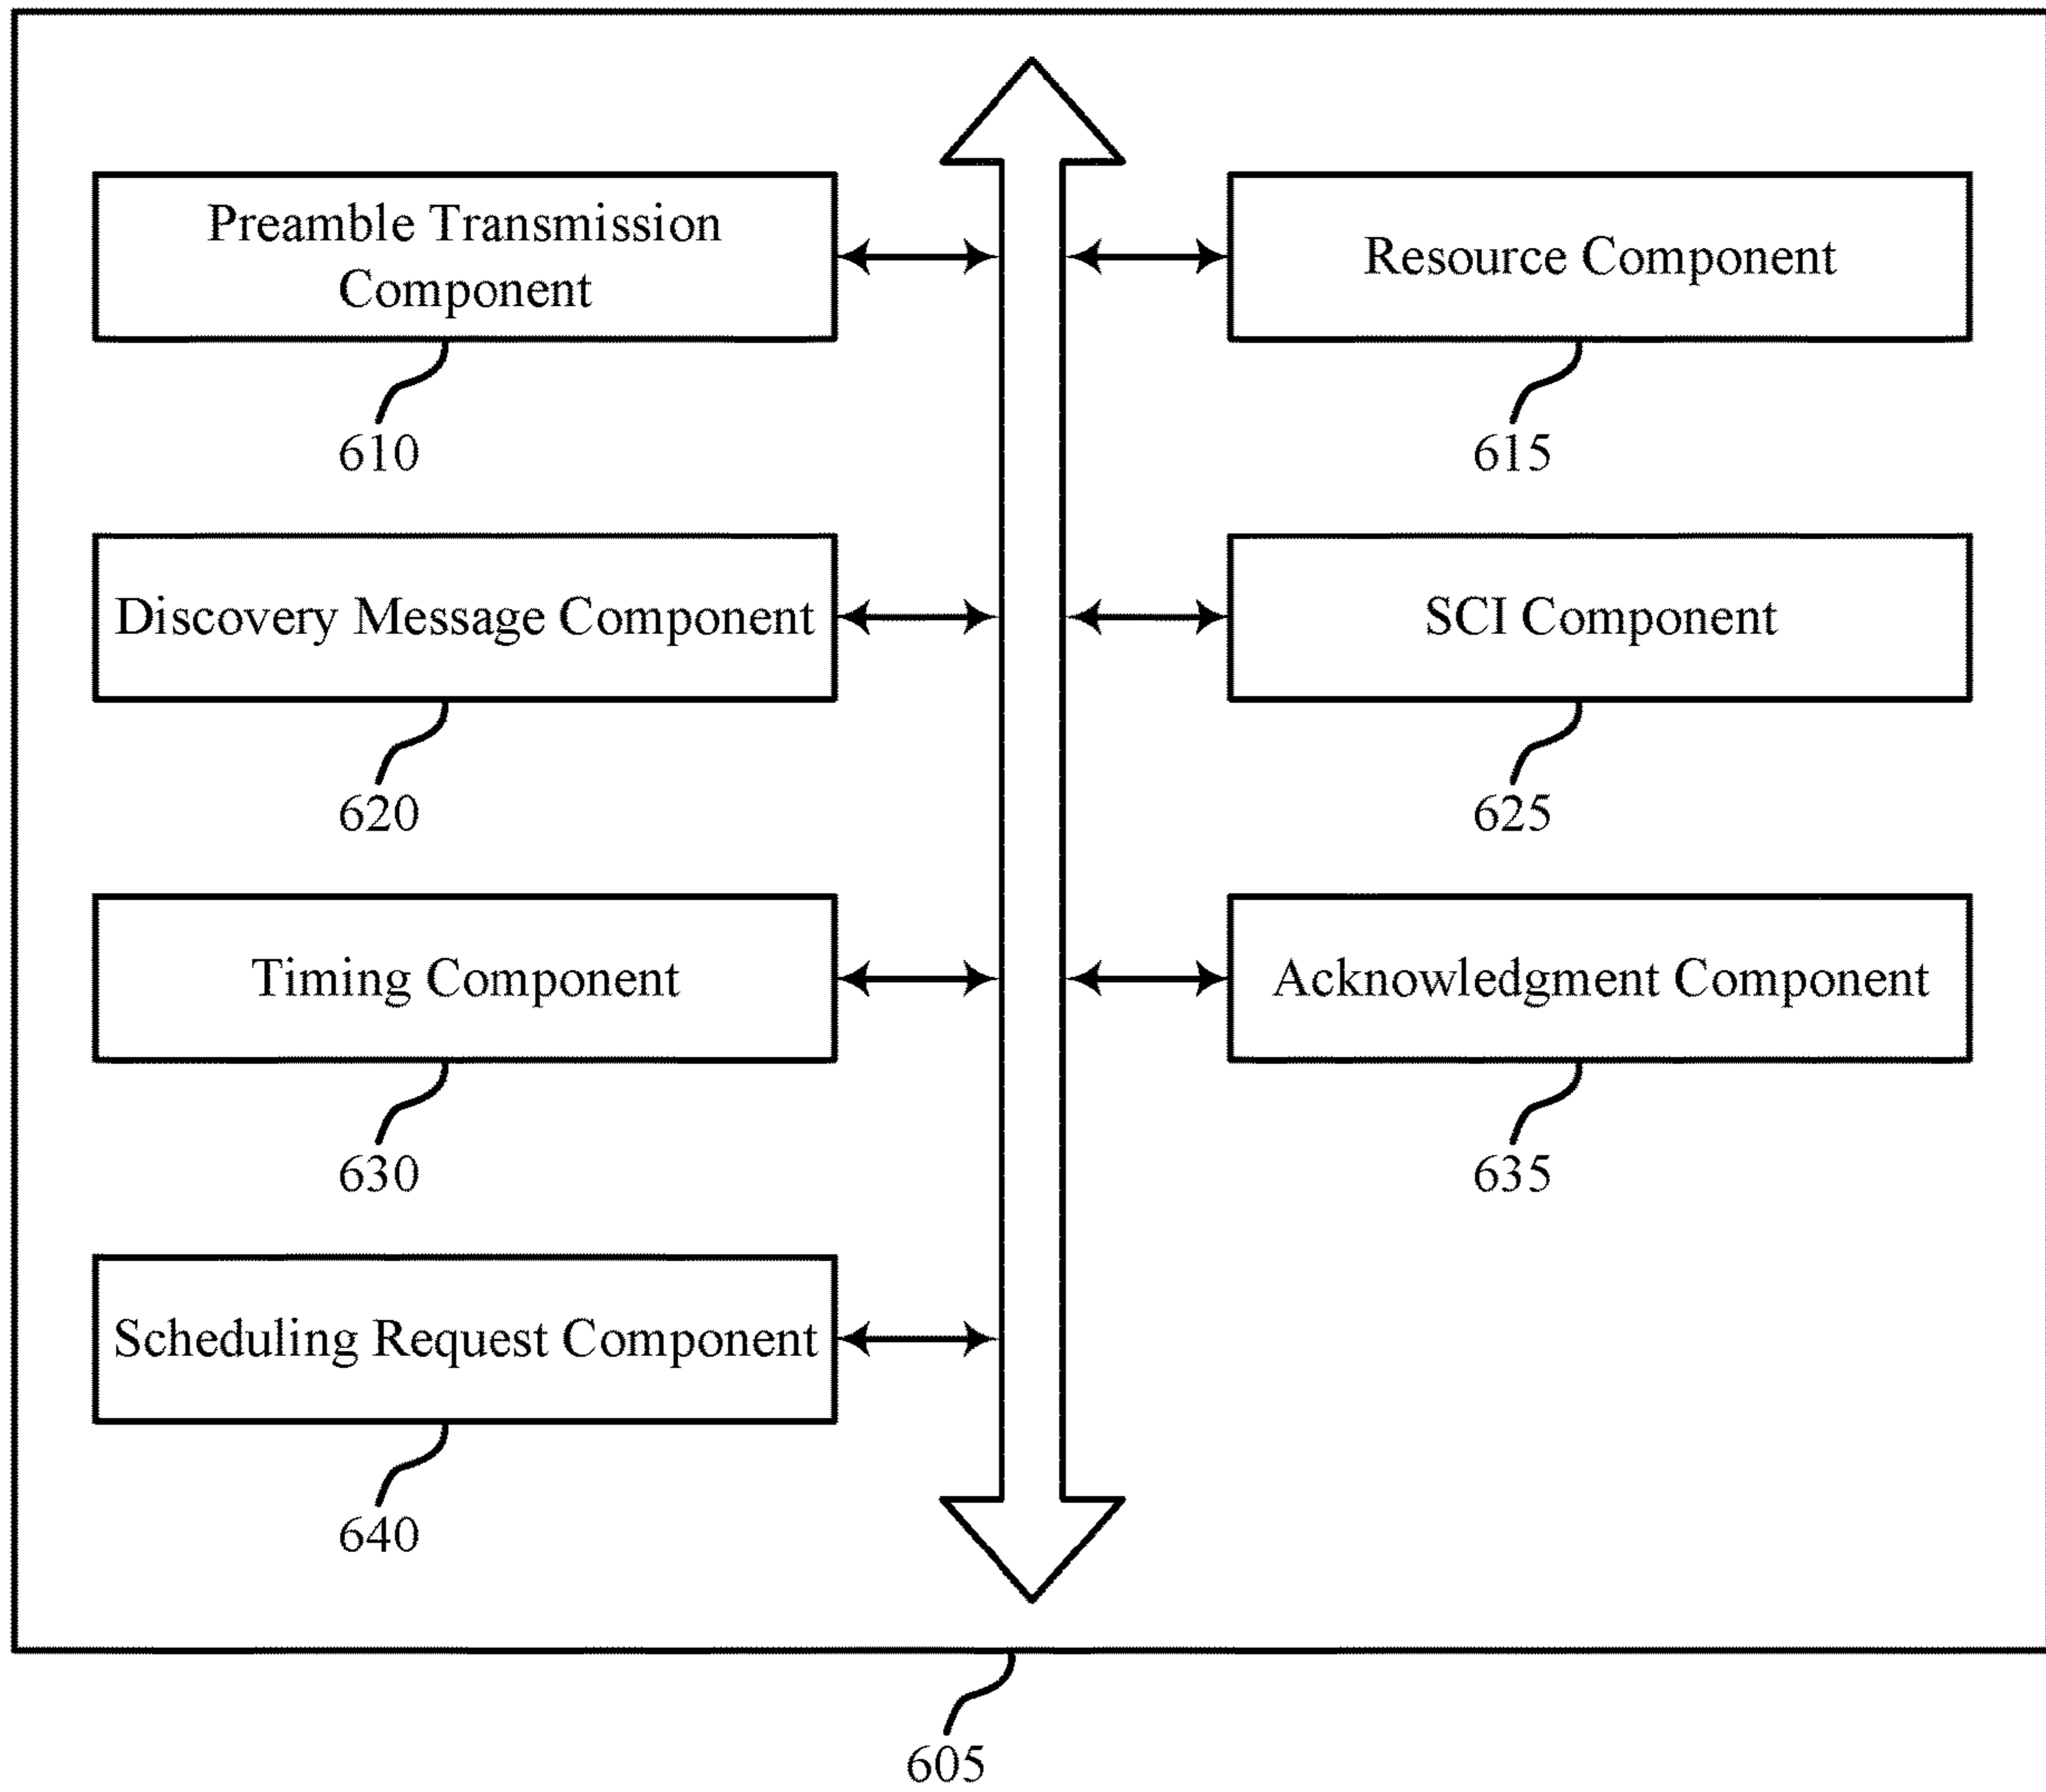 Preamble Transmission
Component
610
Resource Component
615
Discovery Message Component
620
SCI Component
625
Timing Component
630
Acknowledgment Component
635
Scheduling Request Component
640
605